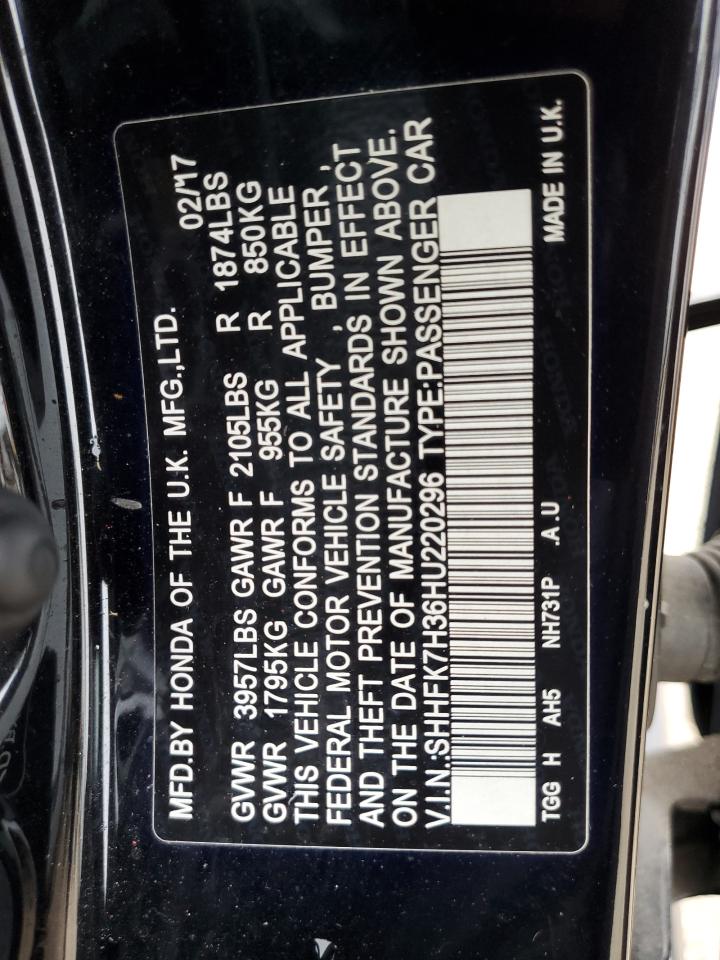 MFD.BY HONDA OF THE U.K. MFG.,LTD. 02/17
GVWR 3957LBS GAWR F 2105LBS R 1874LBS
GVWR 1795KG GAWR F 955KG R 850KG
THIS VEHICLE CONFORMS TO ALL APPLICABLE
FEDERAL MOTOR VEHICLE SAFETY , BUMPER ,
AND THEFT PREVENTION STANDARDS IN EFFECT
ON THE DATE OF MANUFACTURE SHOWN ABOVE.
V.I.N.:SHHFK7H36HU220296 TYPE:PASSENGER CAR
TGG H AH5 NH731P .A.U MADE IN U.K.